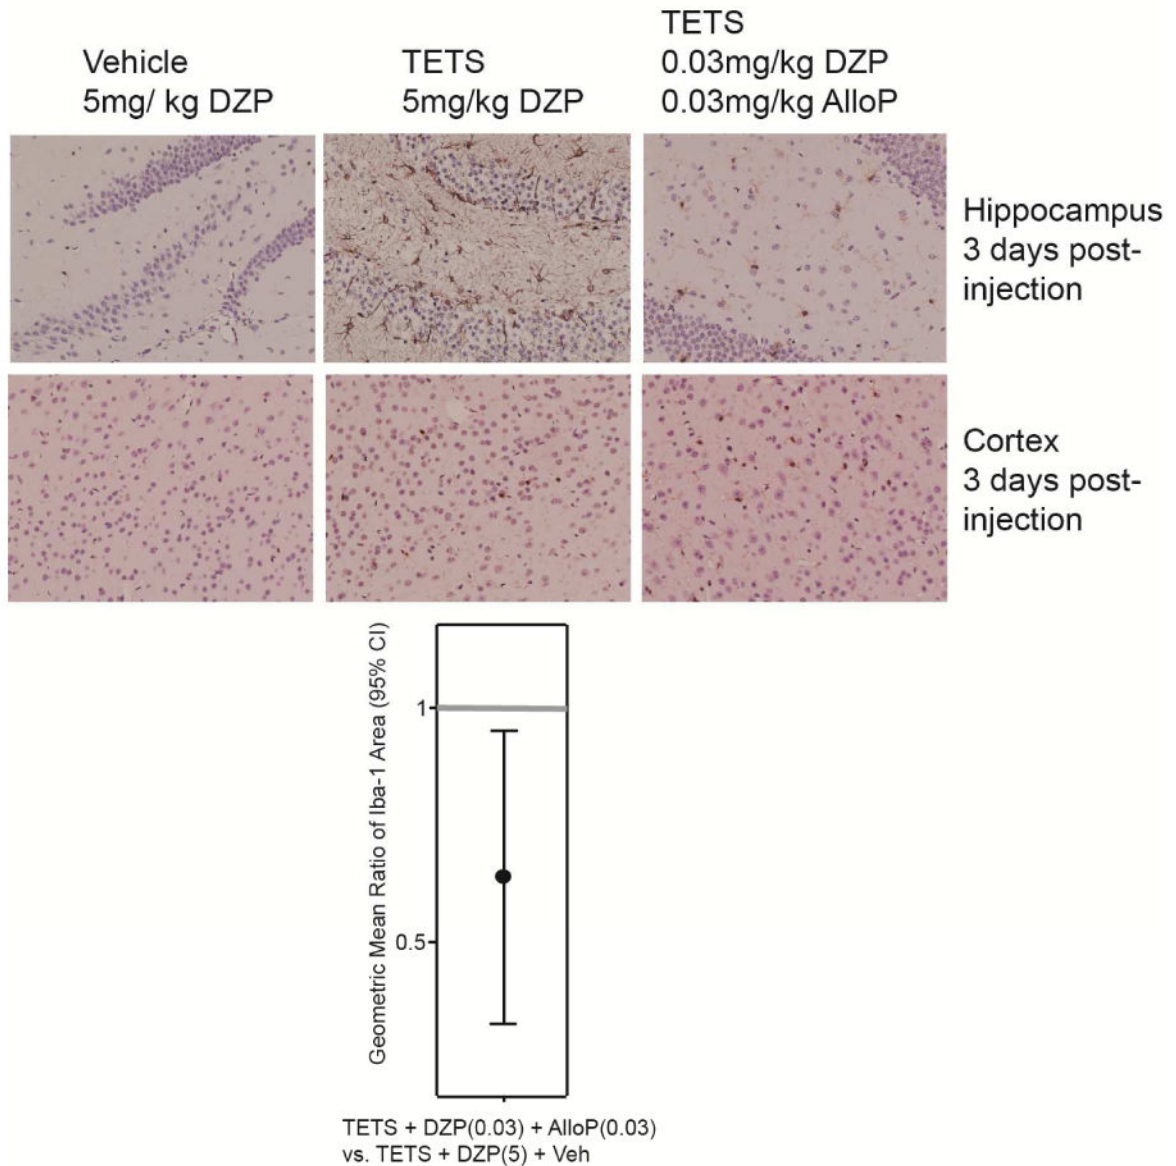 Vehicle
5mg/ kg DZP
TETS
5mg/kg DZP
TETS
0.03mg/kg DZP
0.03mg/kg AlloP
Hippocampus
3 days post-
injection
Cortex
3 days post-
injection
Geometric Mean Ratio of Iba-1 Area (95% CI)
1
0.5
TETS + DZP(0.03) + AlloP(0.03)
vs. TETS + DZP(5) + Veh